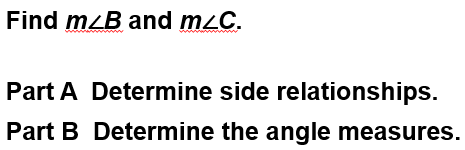 Find m∠B and m∠C.
Part A Determine side relationships.
Part B Determine the angle measures.